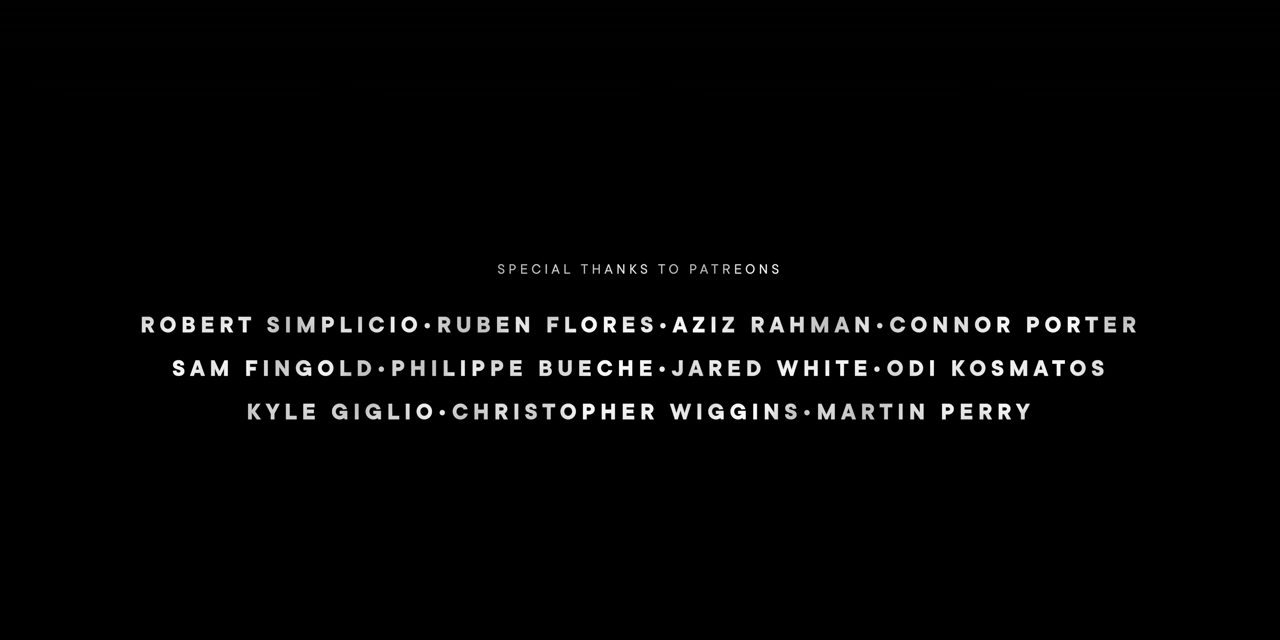 SPECIAL THANKS TO PATREONS
ROBERT SIMPLICIO•RUBEN FLORES•AZIZ RAHMAN•CONNOR PORTER
SAM FINGOLD•PHILIPPE BUECHE•JARED WHITE•ODI KOSMATOS
KYLE GIGLIO•CHRISTOPHER WIGGINS•MARTIN PERRY